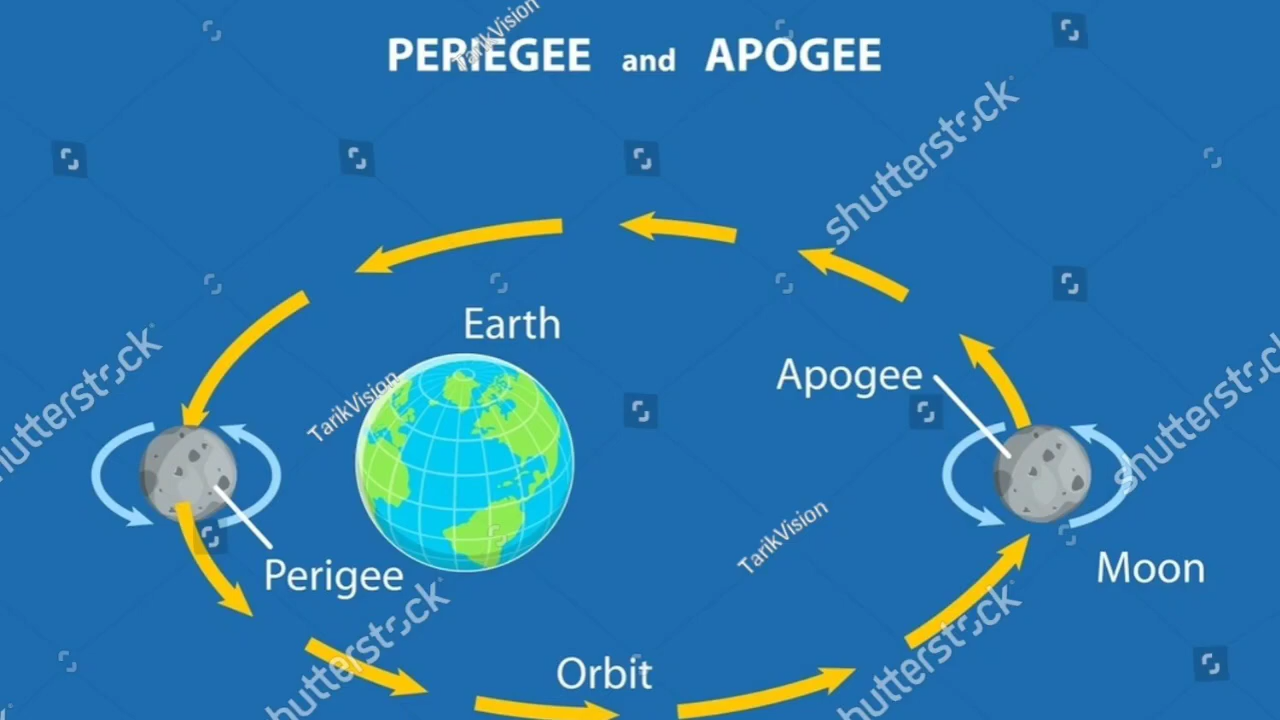 PERIEGEE and APOGEE
TarikVision
shutterstock
Earth
shutterstock
Apogee
TarikVision
shutterstock
TarikVision
Perigee
Moon
shutterstock
shutterstock
Orbit